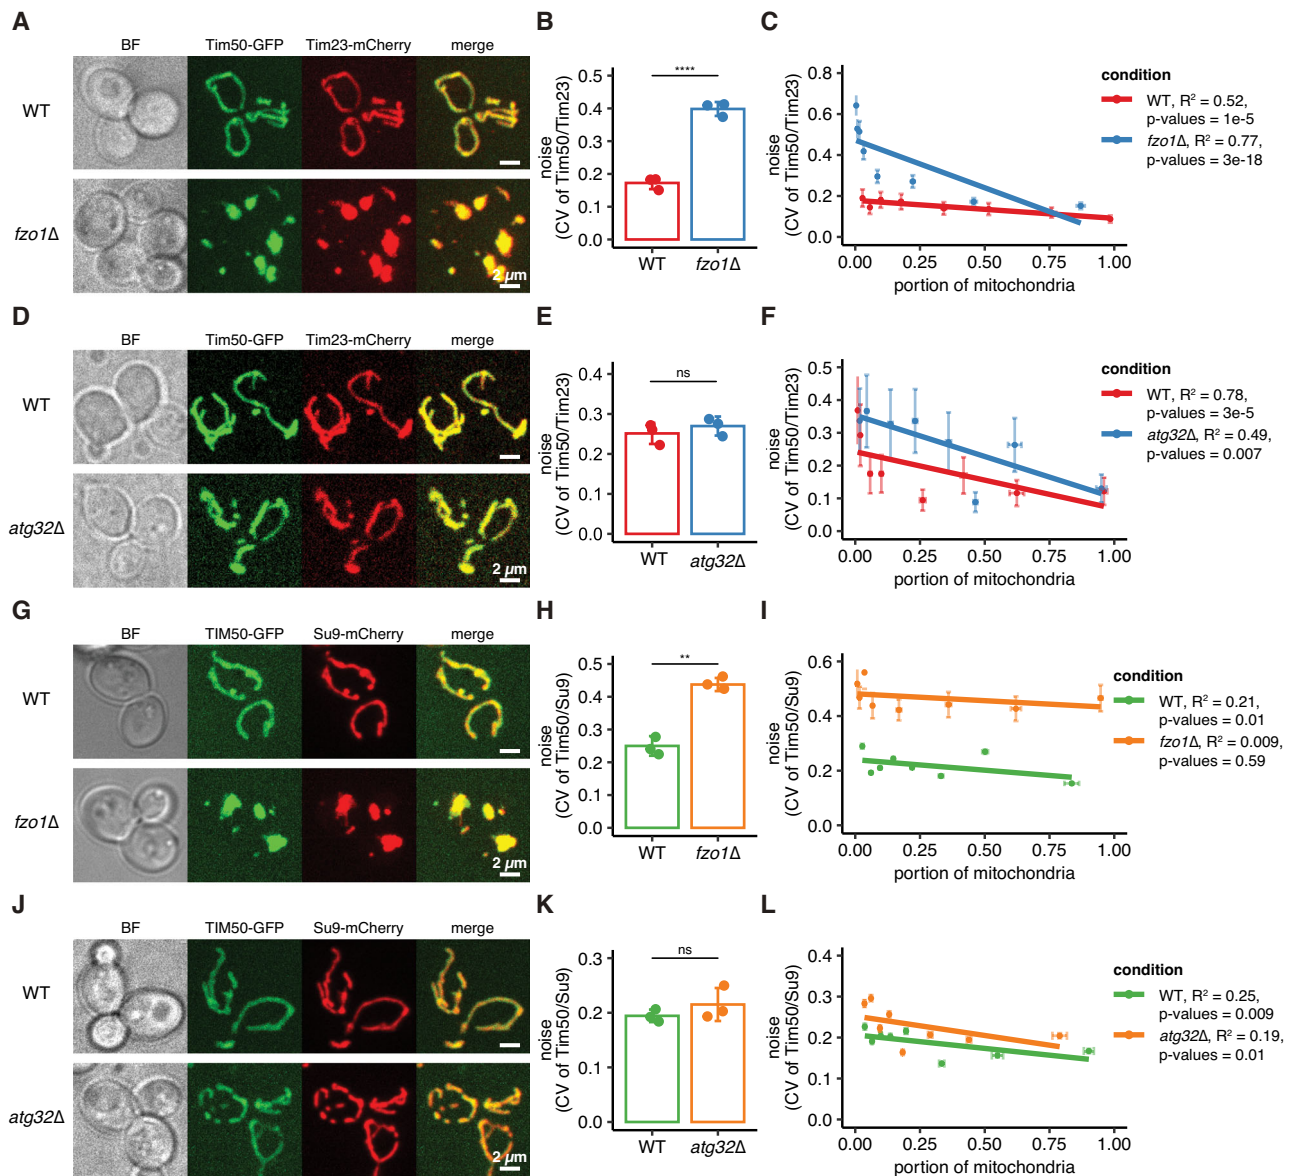 A
BF
Tim50-GFP
Tim23-mCherry
merge
WT
fzo1Δ
2 µm
B
noise
(CV of Tim50/Tim23)
0.5
0.4
0.3
0.2
0.1
0.0
****
WT
fzo1Δ
C
noise
(CV of Tim50/Tim23)
0.8
0.6
0.4
0.2
0.0
0.00 0.25 0.50 0.75 1.00
portion of mitochondria
condition
WT, R² = 0.52,
p-values = 1e-5
fzo1Δ, R² = 0.77,
p-values = 3e-18
D
BF
Tim50-GFP
Tim23-mCherry
merge
WT
atg32Δ
2 µm
E
noise
(CV of Tim50/Tim23)
0.4
0.3
0.2
0.1
0.0
ns
WT
atg32Δ
F
noise
(CV of Tim50/Tim23)
0.5
0.4
0.3
0.2
0.1
0.0
0.00 0.25 0.50 0.75 1.00
portion of mitochondria
condition
WT, R² = 0.78,
p-values = 3e-5
atg32Δ, R² = 0.49,
p-values = 0.007
G
BF
TIM50-GFP
Su9-mCherry
merge
WT
fzo1Δ
2 µm
H
noise
(CV of Tim50/Su9)
0.5
0.4
0.3
0.2
0.1
0.0
**
WT
fzo1Δ
I
noise
(CV of Tim50/Su9)
0.6
0.4
0.2
0.0
0.00 0.25 0.50 0.75 1.00
portion of mitochondria
condition
WT, R² = 0.21,
p-values = 0.01
fzo1Δ, R² = 0.009,
p-values = 0.59
J
BF
TIM50-GFP
Su9-mCherry
merge
WT
atg32Δ
2 µm
K
noise
(CV of Tim50/Su9)
0.3
0.2
0.1
0.0
ns
WT
atg32Δ
L
noise
(CV of Tim50/Su9)
0.4
0.3
0.2
0.1
0.0
0.00 0.25 0.50 0.75 1.00
portion of mitochondria
condition
WT, R² = 0.25,
p-values = 0.009
atg32Δ, R² = 0.19,
p-values = 0.01